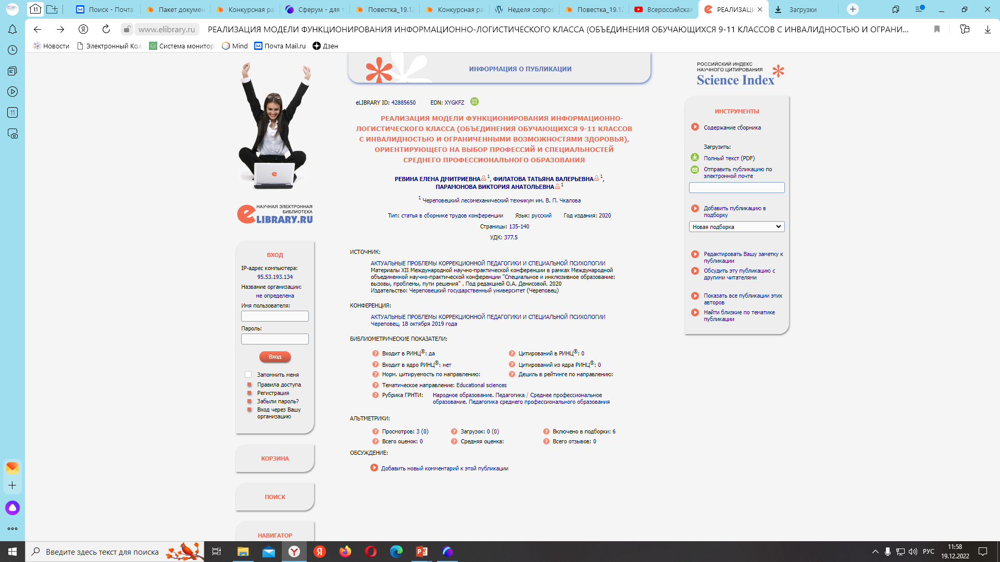 11
Поиск - Почта
Пакет докумен
Конкурсная ра
Сферум - для т
Повестка_19.12
Конкурсная ра
Неделя сопров
Повестка_19.12
Всероссийская
РЕАЛИЗАЦИ
Загрузки
www.elibrary.ru
РЕАЛИЗАЦИЯ МОДЕЛИ ФУНКЦИОНИРОВАНИЯ ИНФОРМАЦИОННО-ЛОГИСТИЧЕСКОГО КЛАССА (ОБЪЕДИНЕНИЯ ОБУЧАЮЩИХСЯ 9-11 КЛАССОВ С ИНВАЛИДНОСТЬЮ И ОГРАНИ...
Новости
Электронный Кол
Система монитор
Mind
Почта Mail.ru
Дзен
11
НАУЧНАЯ ЭЛЕКТРОННАЯ
БИБЛИОТЕКА
eLIBRARY.RU
ВХОД
IP-адрес компьютера:
95.53.193.134
Название организации:
не определена
Имя пользователя:
Пароль:
Вход
Запомнить меня
Правила доступа
Регистрация
Забыли пароль?
Вход через Вашу
организацию
КОРЗИНА
ПОИСК
НАВИГАТОР
ИНФОРМАЦИЯ О ПУБЛИКАЦИИ
eLIBRARY ID: 42885650 EDN: XYGKFZ
РЕАЛИЗАЦИЯ МОДЕЛИ ФУНКЦИОНИРОВАНИЯ ИНФОРМАЦИОННО-
ЛОГИСТИЧЕСКОГО КЛАССА (ОБЪЕДИНЕНИЯ ОБУЧАЮЩИХСЯ 9-11 КЛАССОВ
С ИНВАЛИДНОСТЬЮ И ОГРАНИЧЕННЫМИ ВОЗМОЖНОСТЯМИ ЗДОРОВЬЯ),
ОРИЕНТИРУЮЩЕГО НА ВЫБОР ПРОФЕССИЙ И СПЕЦИАЛЬНОСТЕЙ
СРЕДНЕГО ПРОФЕССИОНАЛЬНОГО ОБРАЗОВАНИЯ
РЕВИНА ЕЛЕНА ДМИТРИЕВНА 1, ФИЛАТОВА ТАТЬЯНА ВАЛЕРЬЕВНА 1,
ПАРАМОНОВА ВИКТОРИЯ АНАТОЛЬЕВНА 1
1 Череповецкий лесомеханический техникум им. В. П. Чкалова
Тип: статья в сборнике трудов конференции Язык: русский Год издания: 2020
Страницы: 135-140
УДК: 377.5
ИСТОЧНИК:
АКТУАЛЬНЫЕ ПРОБЛЕМЫ КОРРЕКЦИОННОЙ ПЕДАГОГИКИ И СПЕЦИАЛЬНОЙ ПСИХОЛОГИИ
Материалы XII Международной научно-практической конференции в рамках Международной
объединенной научно-практической конференции "Специальное и инклюзивное образование:
вызовы, проблемы, пути решения" . Под редакцией О.А. Денисовой. 2020
Издательство: Череповецкий государственный университет (Череповец)
КОНФЕРЕНЦИЯ:
АКТУАЛЬНЫЕ ПРОБЛЕМЫ КОРРЕКЦИОННОЙ ПЕДАГОГИКИ И СПЕЦИАЛЬНОЙ ПСИХОЛОГИИ
Череповец, 18 октября 2019 года
БИБЛИОМЕТРИЧЕСКИЕ ПОКАЗАТЕЛИ:
Входит в РИНЦ®: да Цитирований в РИНЦ®: 0
Входит в ядро РИНЦ®: нет Цитирований из ядра РИНЦ®: 0
Норм. цитируемость по направлению: Дециль в рейтинге по направлению:
Тематическое направление: Educational sciences
Рубрика ГРНТИ: Народное образование. Педагогика / Среднее профессиональное
образование. Педагогика среднего профессионального образования
АЛЬТМЕТРИКИ:
Просмотров: 3 (0) Загрузок: 0 (0) Включено в подборки: 6
Всего оценок: 0 Средняя оценка: Всего отзывов: 0
ОБСУЖДЕНИЕ:
Добавить новый комментарий к этой публикации
РОССИЙСКИЙ ИНДЕКС
НАУЧНОГО ЦИТИРОВАНИЯ
Science Index
ИНСТРУМЕНТЫ
Содержание сборника
Загрузить:
Полный текст (PDF)
Отправить публикацию по
электронной почте
Добавить публикацию в
подборку
Новая подборка
Редактировать Вашу заметку к
публикации
Обсудить эту публикацию с
другими читателями
Показать все публикации этих
авторов
Найти близкие по тематике
публикации
Введите здесь текст для поиска
РУС
11:58
19.12.2022